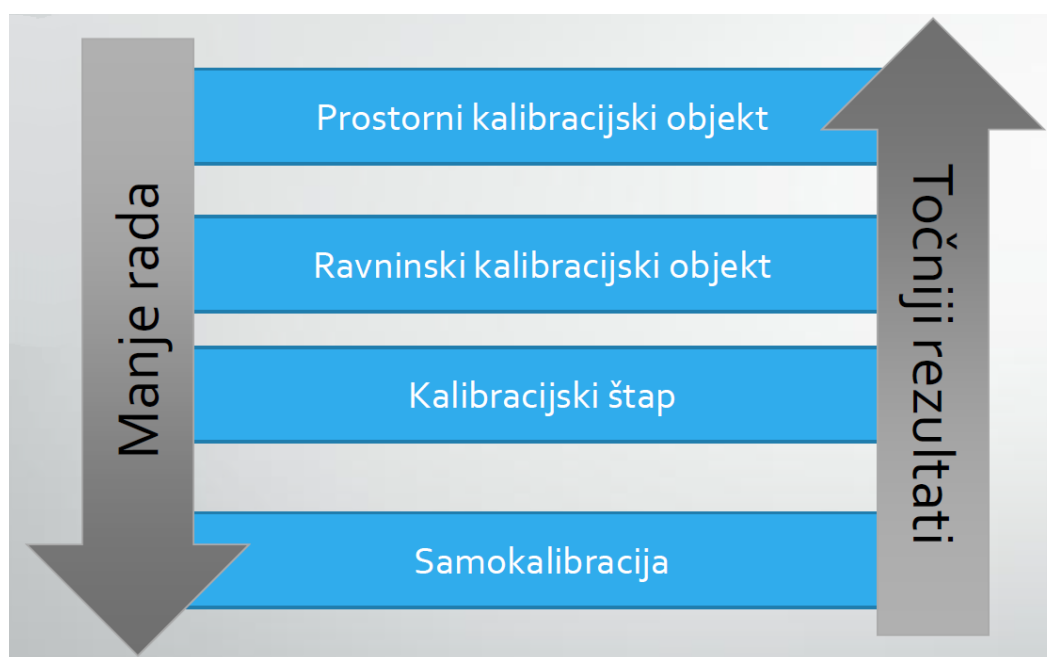 Manje rada
Prostorni kalibracijski objekt
Ravninski kalibracijski objekt
Kalibracijski štap
Samokalibracija
Točniji rezultati